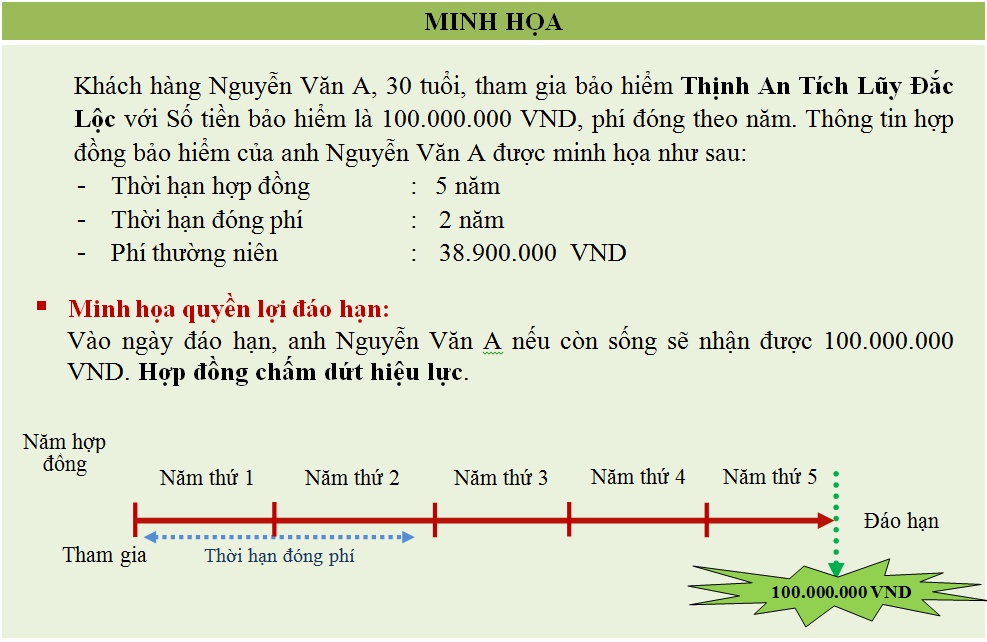 MINH HỌA
Khách hàng Nguyễn Văn A, 30 tuổi, tham gia bảo hiểm Thịnh An Tích Lũy Đắc
Lộc với Số tiền bảo hiểm là 100.000.000 VND, phí đóng theo năm. Thông tin hợp
đồng bảo hiểm của anh Nguyễn Văn A được minh họa như sau:
- Thời hạn hợp đồng : 5 năm
- Thời hạn đóng phí : 2 năm
- Phí thường niên : 38.900.000 VND
▪ Minh họa quyền lợi đáo hạn:
Vào ngày đáo hạn, anh Nguyễn Văn A nếu còn sống sẽ nhận được 100.000.000
VND. Hợp đồng chấm dứt hiệu lực.
Năm hợp
đồng
Năm thứ 1 Năm thứ 2 Năm thứ 3 Năm thứ 4 Năm thứ 5
Đáo hạn
Tham gia Thời hạn đóng phí
100.000.000 VND